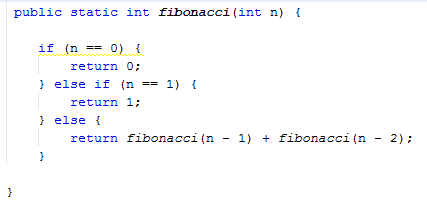 public static int fibonacci(int n) {
if (n == 0) {
return 0;
} else if (n == 1) {
return 1;
} else {
return fibonacci(n - 1) + fibonacci(n - 2);
}
}